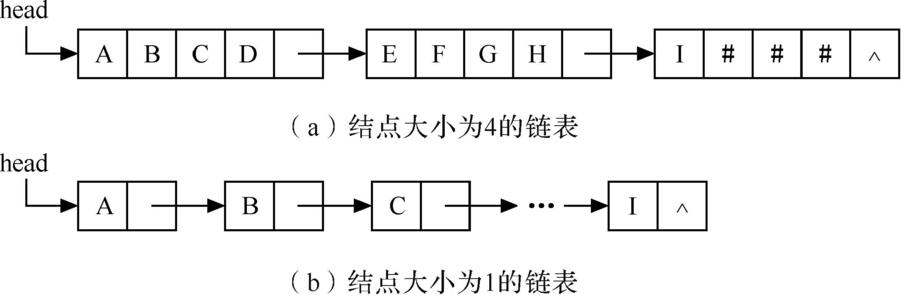 head
A B C D E F G H I # # # ^
（a）结点大小为4的链表
head
A B C ··· I ^
（b）结点大小为1的链表